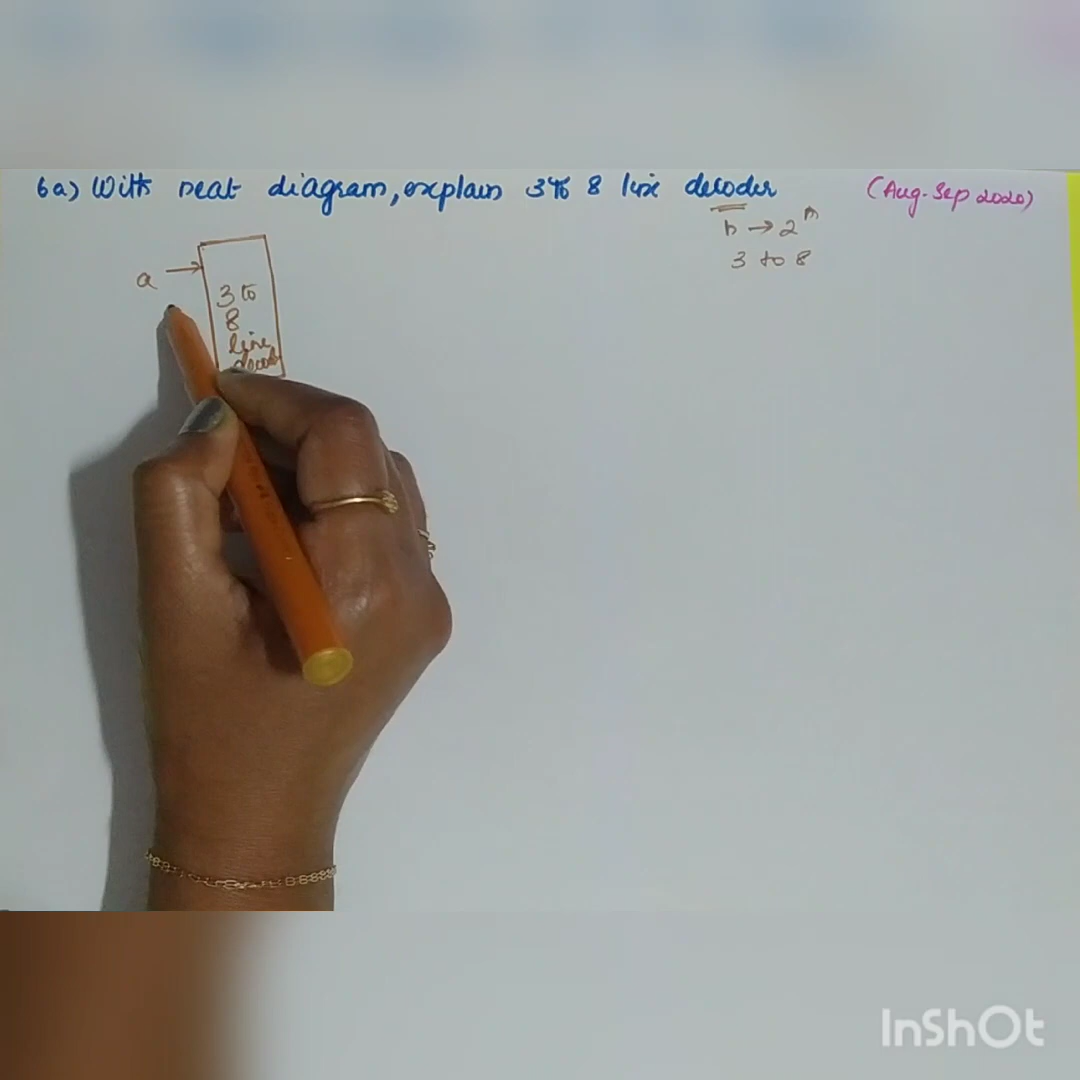 6a) With neat diagram, explain 3 to 8 line decoder (Aug-Sep 2020)
n → 2^n
3 to 8
a →
3 to
8
line
InShOt